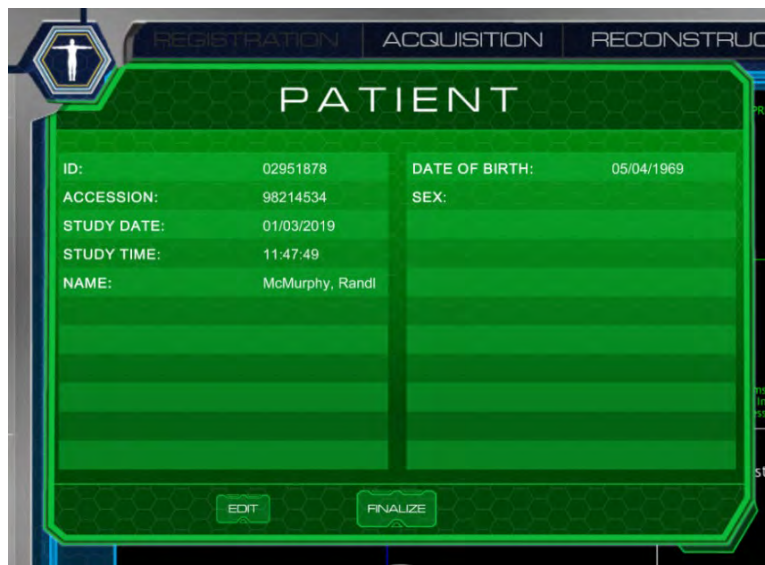 REGISTRATION ACQUISITION RECONSTRUC
PATIENT
ID: 02951878
ACCESSION: 98214534
STUDY DATE: 01/03/2019
STUDY TIME: 11:47:49
NAME: McMurphy, Randl
DATE OF BIRTH: 05/04/1969
SEX:
EDIT FINALIZE